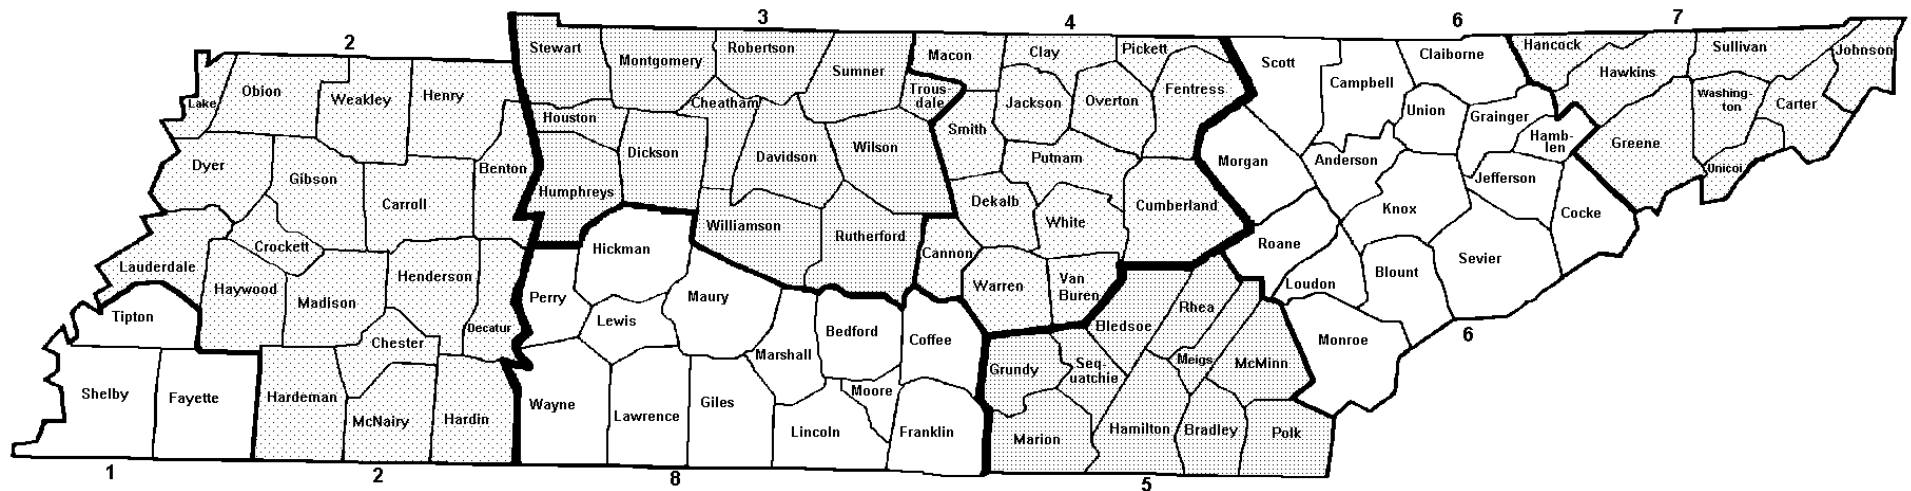 3
4
6
7
2
Stewart
Montgomery
Robertson
Sumner
Macon
Clay
Pickett
Scott
Claiborne
Hancock
Sullivan
Johnson
Lake
Obion
Weakley
Henry
Cheatham
Trous-
dale
Jackson
Overton
Fentress
Campbell
Union
Grainger
Hawkins
Washing-
ton
Carter
Houston
Smith
Hamb-
len
Dyer
Gibson
Benton
Dickson
Davidson
Wilson
Putnam
Morgan
Anderson
Jefferson
Greene
Unicoi
Carroll
Humphreys
Dekalb
White
Cumberland
Knox
Cocke
Crockett
Williamson
Rutherford
Cannon
Roane
Sevier
Lauderdale
Henderson
Hickman
Warren
Van
Buren
Loudon
Blount
Haywood
Madison
Perry
Maury
Rhea
Tipton
Decatur
Lewis
Bedford
Coffee
Bledsoe
Monroe
6
Chester
Marshall
Grundy
Seq-
uatchie
Meigs
McMinn
Shelby
Fayette
Hardeman
McNairy
Hardin
Wayne
Lawrence
Giles
Moore
Lincoln
Franklin
Marion
Hamilton
Bradley
Polk
1
2
8
5